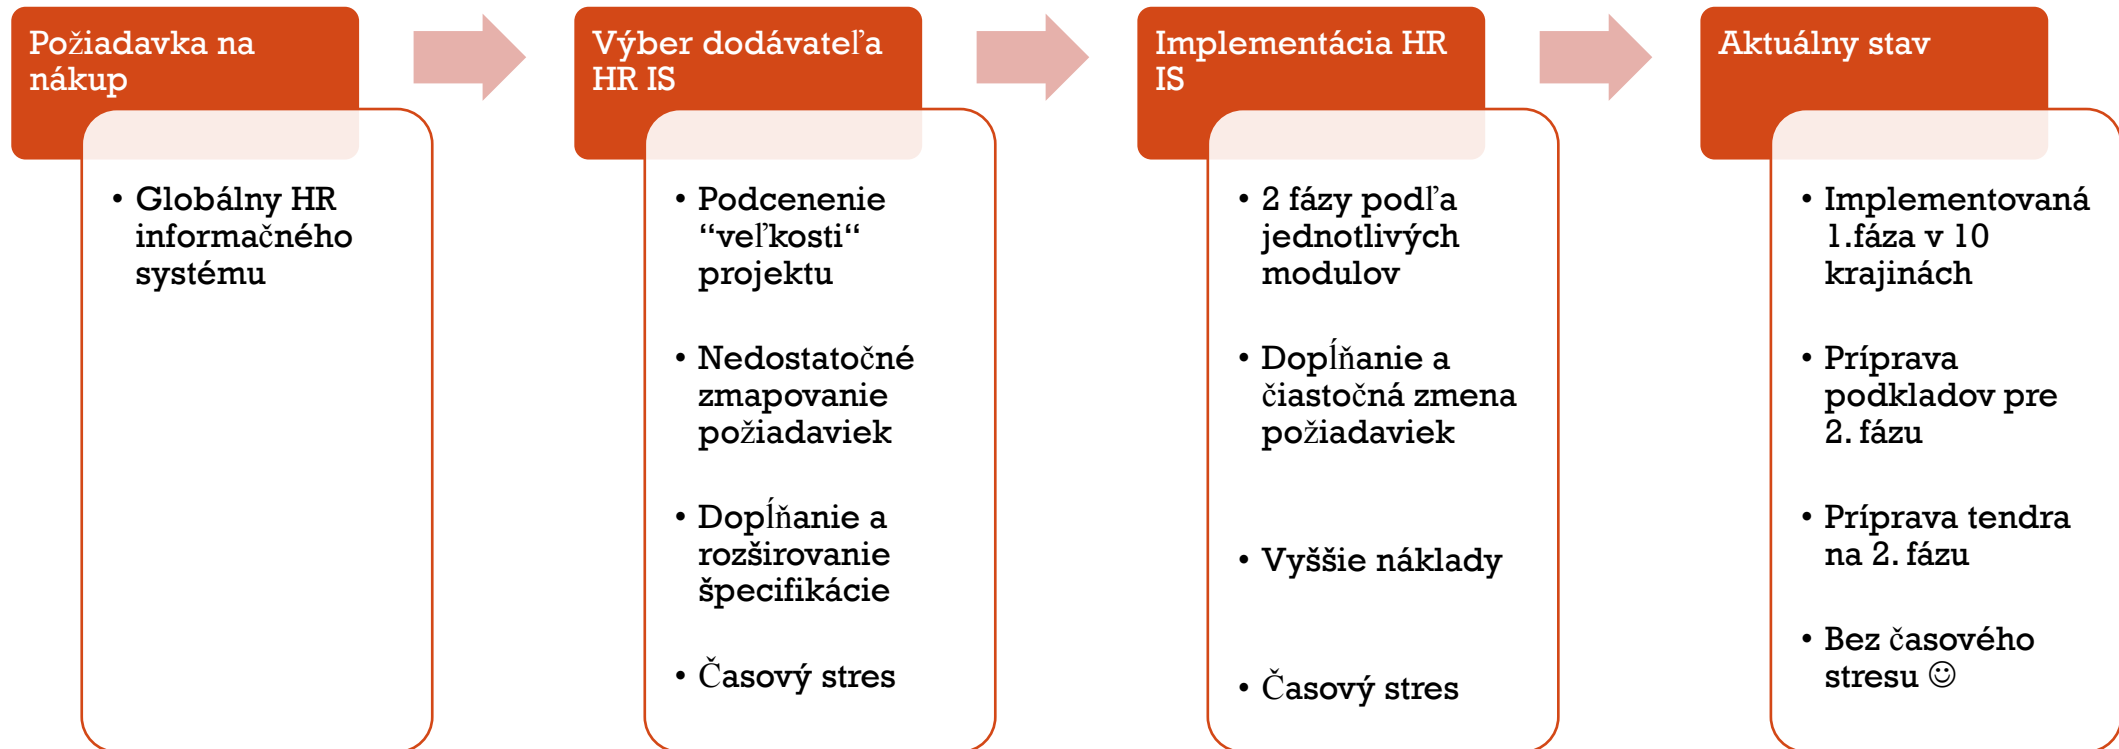 Požiadavka na
nákup
• Globálny HR
informačného
systému
Výber dodávateľa
HR IS
• Podcenenie
“veľkosti“
projektu
• Nedostatočné
zmapovanie
požiadaviek
• Dopĺňanie a
rozširovanie
špecifikácie
• Časový stres
Implementácia HR
IS
• 2 fázy podľa
jednotlivých
modulov
• Dopĺňanie a
čiastočná zmena
požiadaviek
• Vyššie náklady
• Časový stres
Aktuálny stav
• Implementovaná
1.fáza v 10
krajinách
• Príprava
podkladov pre
2. fázu
• Príprava tendra
na 2. fázu
• Bez časového
stresu ☺